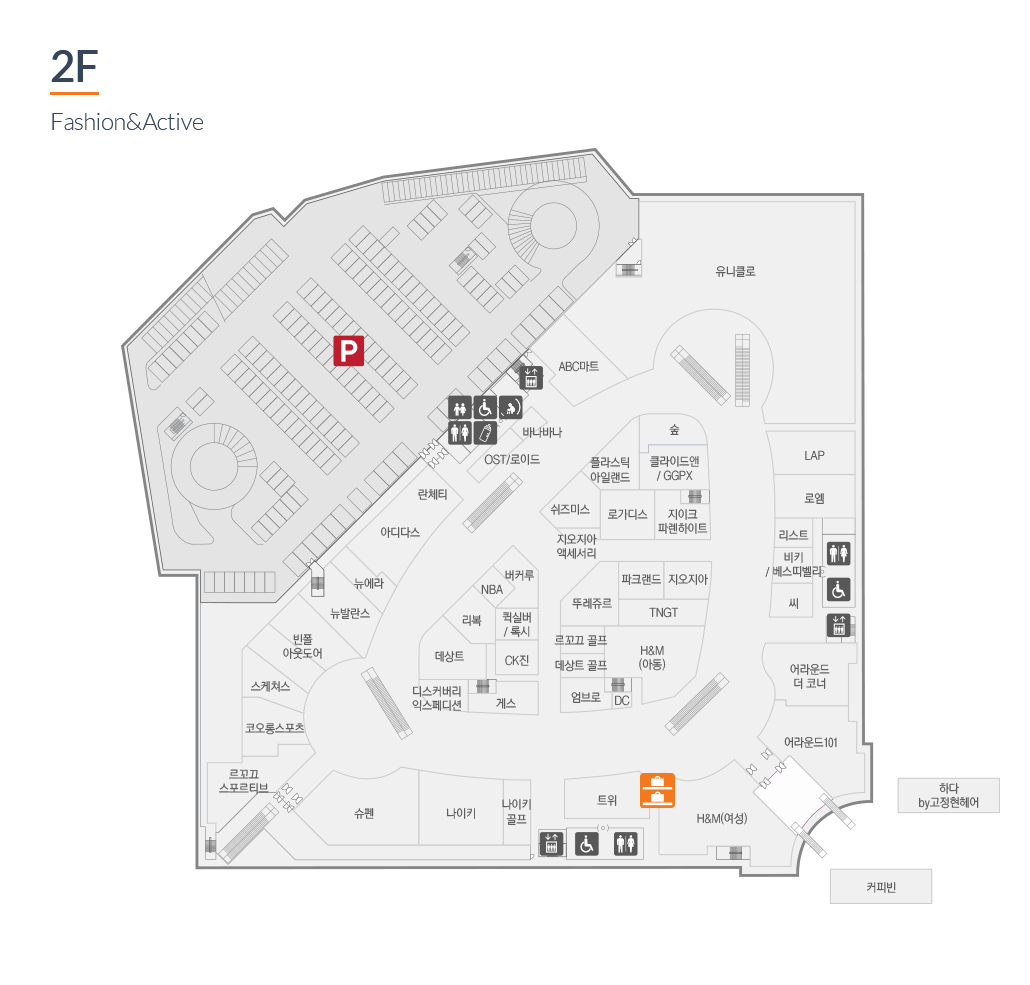 2F
Fashion&Active
유니클로
P
ABC마트
바나바나
숲
OST/로이드
플라스틱
아일랜드
클라이드앤
/ GGPX
LAP
란체티
로엠
쉬즈미스
로가디스
지이크
파렌하이트
아디다스
리스트
지오지아
액세서리
비키
/ 베스띠벨리
버커루
뉴에라
NBA
파크랜드
지오지아
씨
뚜레쥬르
뉴발란스
TNGT
리복
퀵실버
/ 록시
빈폴
아웃도어
르꼬끄 골프
H&M
(아동)
데상트
CK진
데상트 골프
어라운드
더 코너
스케쳐스
디스커버리
익스페디션
게스
엄브로
DC
코오롱스포츠
어라운드101
르꼬끄
스포르티브
하다
by고정현헤어
슈펜
나이키
나이키
골프
트위
H&M(여성)
커피빈